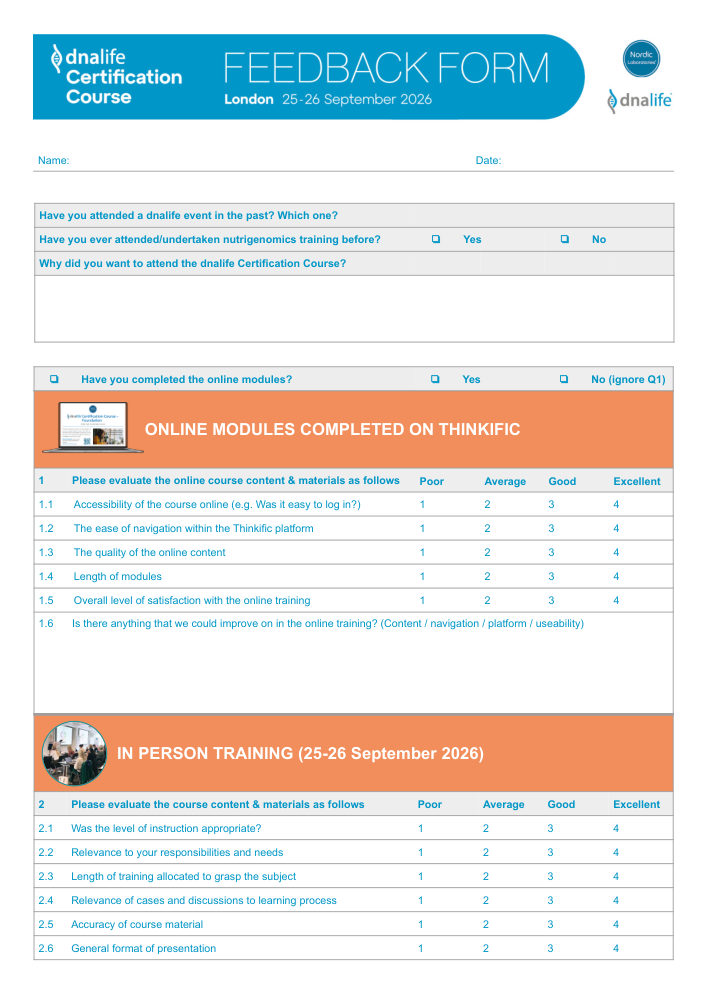 dnalife
Certification
Course
FEEDBACK FORM
London 25-26 September 2026
Nordic
Laboratories
dnalife
Name: Date:
Have you attended a dnalife event in the past? Which one?
Have you ever attended/undertaken nutrigenomics training before? ❏ Yes ❏ No
Why did you want to attend the dnalife Certification Course?
❏ Have you completed the online modules? ❏ Yes ❏ No (ignore Q1)
ONLINE MODULES COMPLETED ON THINKIFIC
1 Please evaluate the online course content & materials as follows Poor Average Good Excellent
1.1 Accessibility of the course online (e.g. Was it easy to log in?) 1 2 3 4
1.2 The ease of navigation within the Thinkific platform 1 2 3 4
1.3 The quality of the online content 1 2 3 4
1.4 Length of modules 1 2 3 4
1.5 Overall level of satisfaction with the online training 1 2 3 4
1.6 Is there anything that we could improve on in the online training? (Content / navigation / platform / useability)
IN PERSON TRAINING (25-26 September 2026)
2 Please evaluate the course content & materials as follows Poor Average Good Excellent
2.1 Was the level of instruction appropriate? 1 2 3 4
2.2 Relevance to your responsibilities and needs 1 2 3 4
2.3 Length of training allocated to grasp the subject 1 2 3 4
2.4 Relevance of cases and discussions to learning process 1 2 3 4
2.5 Accuracy of course material 1 2 3 4
2.6 General format of presentation 1 2 3 4